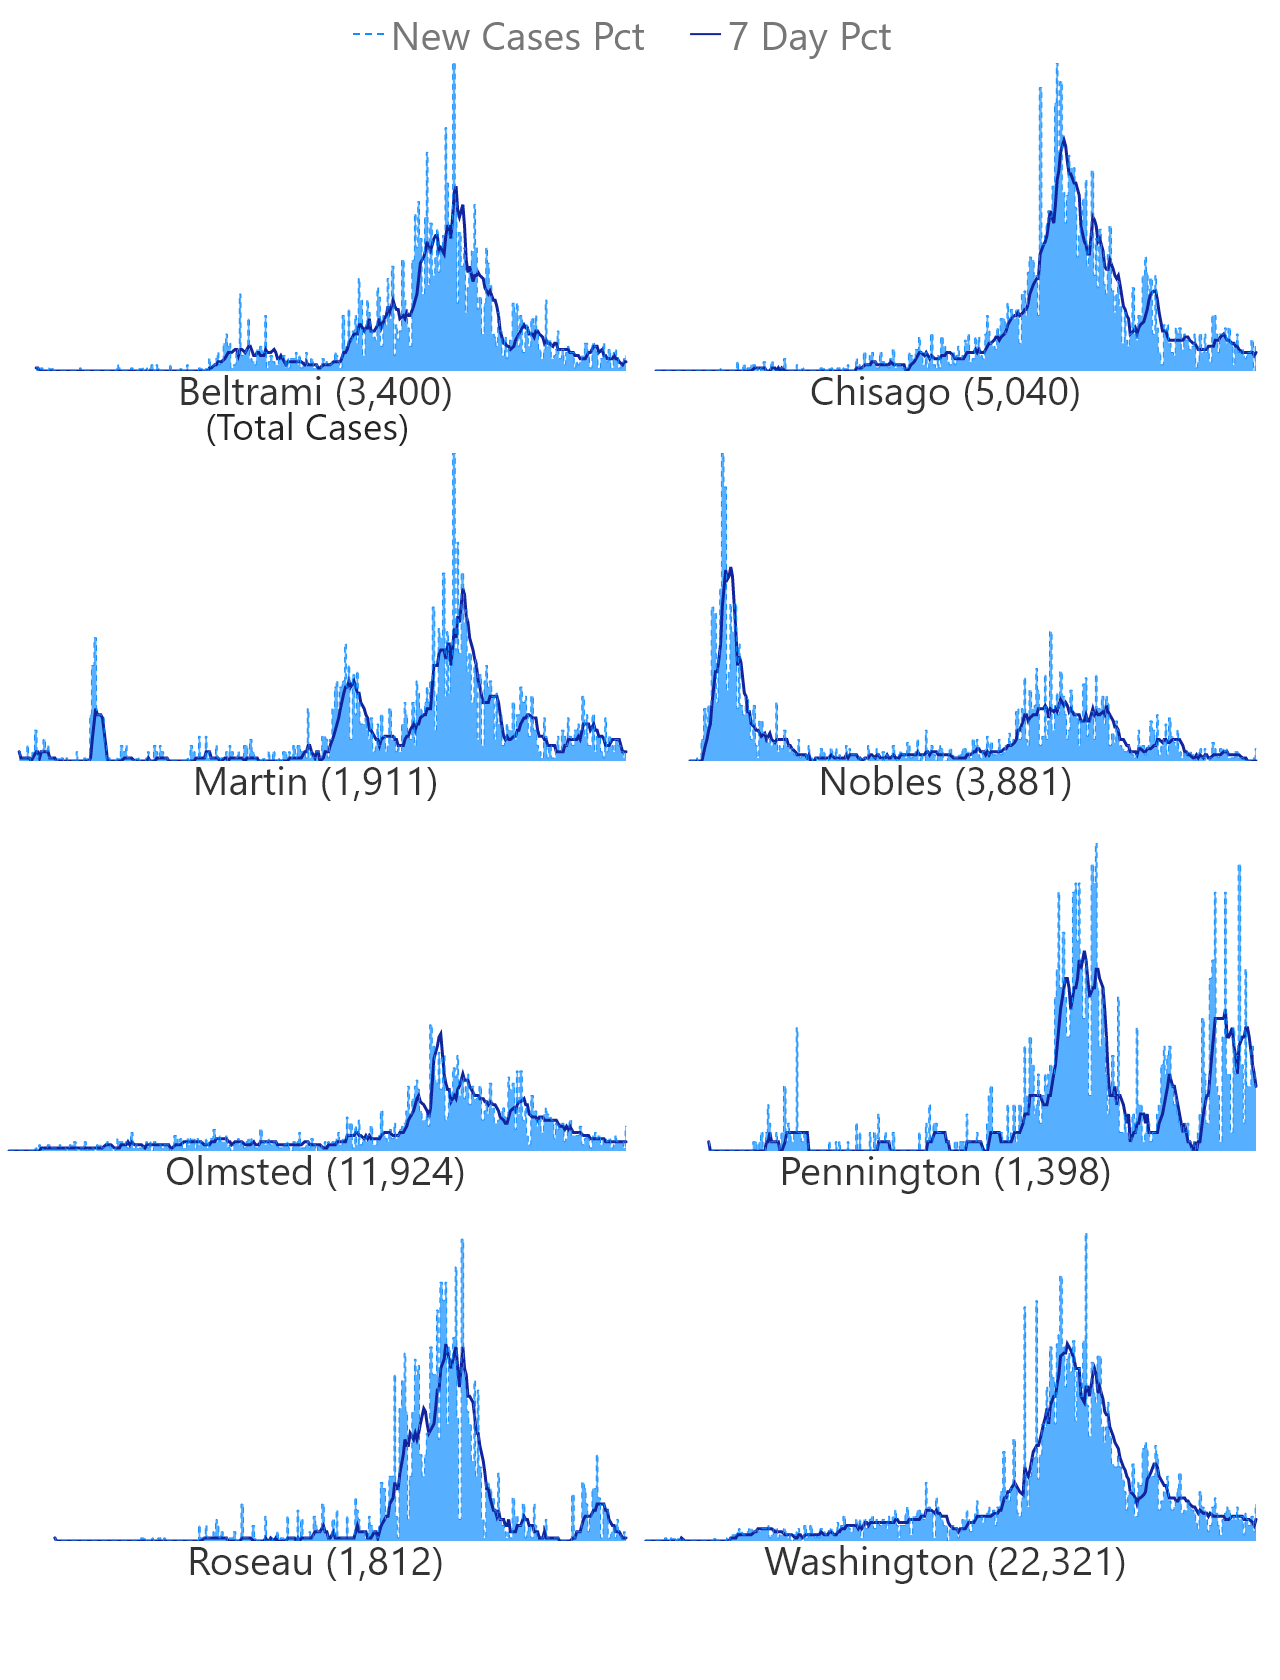 New Cases Pct 7 Day Pct
Beltrami (3,400) Chisago (5,040)
(Total Cases)
Martin (1,911) Nobles (3,881)
Olmsted (11,924) Pennington (1,398)
Roseau (1,812) Washington (22,321)